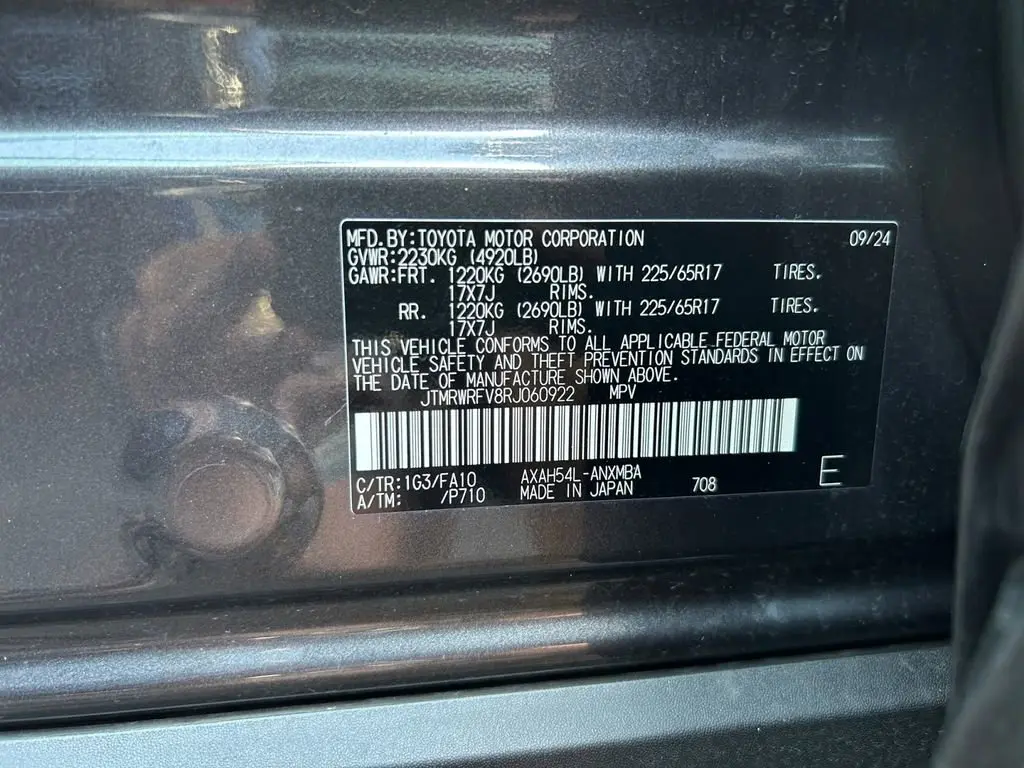 MFD. BY: TOYOTA MOTOR CORPORATION 09/24
GVWR: 2230KG (4920LB)
GAWR: FRT. 1220KG (2690LB) WITH 225/65R17 TIRES.
17X7J RIMS.
RR. 1220KG (2690LB) WITH 225/65R17 TIRES.
17X7J RIMS.
THIS VEHICLE CONFORMS TO ALL APPLICABLE FEDERAL MOTOR
VEHICLE SAFETY AND THEFT PREVENTION STANDARDS IN EFFECT ON
THE DATE OF MANUFACTURE SHOWN ABOVE.
JTMRWRFV8RJ060922 MPV
C/TR: 1G3/FA10 AXAH54L-ANXMBA
A/TM: /P710 MADE IN JAPAN 708 E